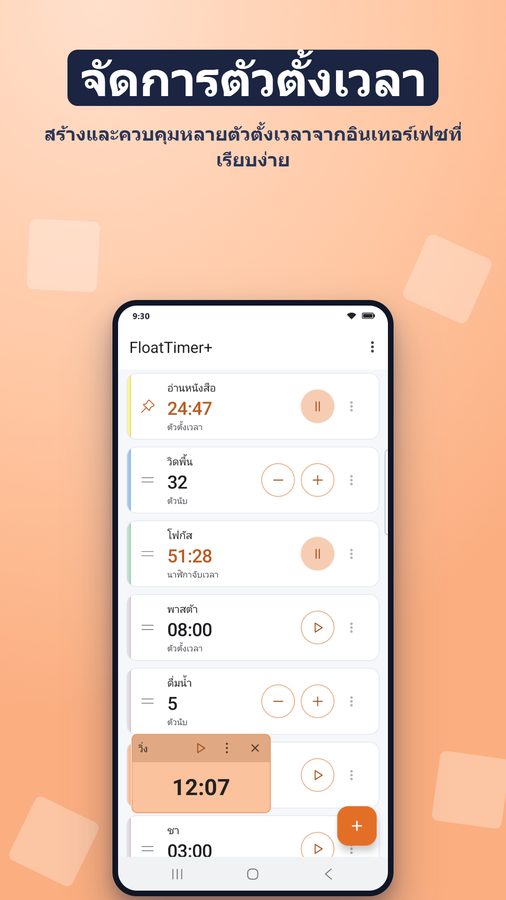 จัดการตัวตั้งเวลา
สร้างและควบคุมหลายตัวตั้งเวลาจากอินเทอร์เฟซที่
เรียบง่าย
9:30
FloatTimer+
อ่านหนังสือ
24:47
ตัวตั้งเวลา
วิดพื้น
32
ตัวนับ
โฟกัส
51:28
นาฬิกาจับเวลา
พาสต้า
08:00
ตัวตั้งเวลา
ดื่มน้ำ
5
ตัวนับ
วิ่ง
12:07
ชา
03:00